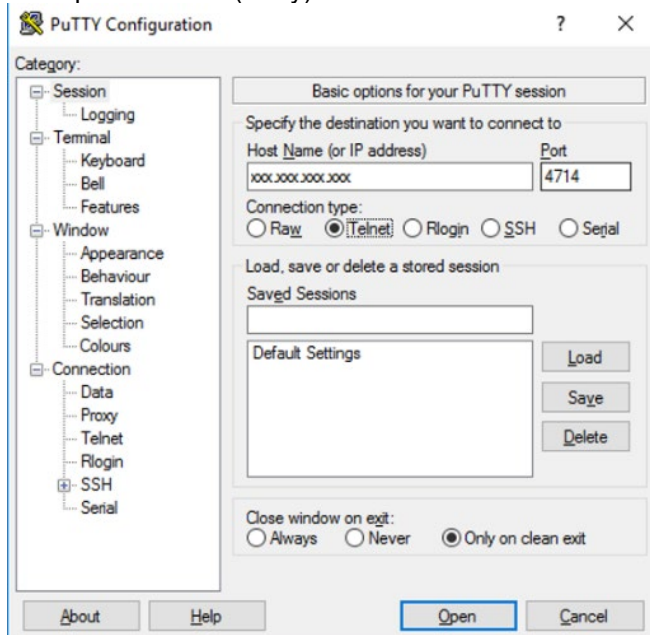 PuTTY Configuration ? ×
Category:
Session
Logging
Terminal
Keyboard
Bell
Features
Window
Appearance
Behaviour
Translation
Selection
Colours
Connection
Data
Proxy
Telnet
Rlogin
SSH
Serial
Basic options for your PuTTY session
Specify the destination you want to connect to
Host Name (or IP address) Port
xxx.xxx.xxx.xxx 4714
Connection type:
Raw Telnet Rlogin SSH Serial
Load, save or delete a stored session
Saved Sessions
Default Settings
Load
Save
Delete
Close window on exit:
Always Never Only on clean exit
About Help Open Cancel